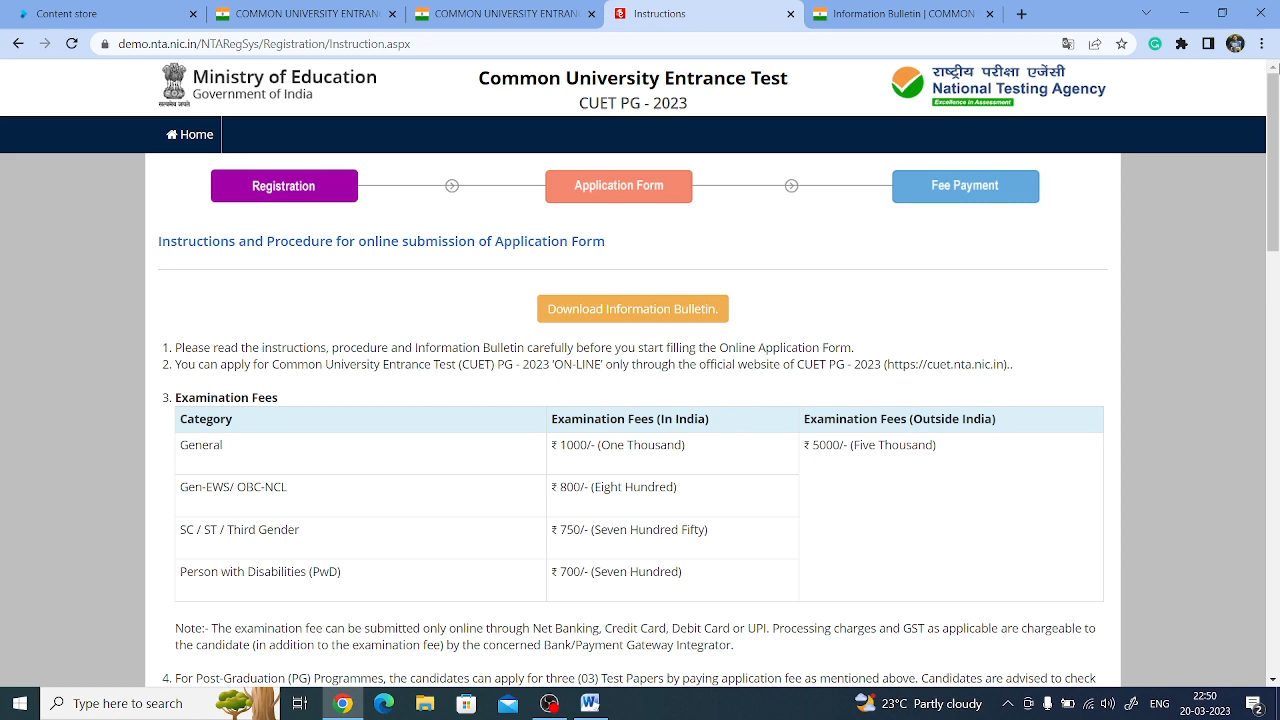 Content store
COMMON UNIVERSITY ENTRAN
COMMON UNIVERSITY ENTRANC
Instructions
Information Bulletin | COMMON U
demo.nta.nic.in/NTARegSys/Registration/Instruction.aspx
सत्यमेव जयते
Ministry of Education
Government of India
Common University Entrance Test
CUET PG - 2023
राष्ट्रीय परीक्षा एजेंसी
National Testing Agency
Excellence in Assessment
Home
Registration
Application Form
Fee Payment
Instructions and Procedure for online submission of Application Form
Download Information Bulletin.
1. Please read the instructions, procedure and Information Bulletin carefully before you start filling the Online Application Form.
2. You can apply for Common University Entrance Test (CUET) PG - 2023 'ON-LINE' only through the official website of CUET PG - 2023 (https://cuet.nta.nic.in)..
3. Examination Fees
Category Examination Fees (In India) Examination Fees (Outside India)
General ₹ 1000/- (One Thousand) ₹ 5000/- (Five Thousand)
Gen-EWS/ OBC-NCL ₹ 800/- (Eight Hundred)
SC / ST / Third Gender ₹ 750/- (Seven Hundred Fifty)
Person with Disabilities (PwD) ₹ 700/- (Seven Hundred)
Note:- The examination fee can be submitted only online through Net Banking, Credit Card, Debit Card or UPI. Processing charges and GST as applicable are chargeable to
the candidate (in addition to the examination fee) by the concerned Bank/Payment Gateway Integrator.
4. For Post-Graduation (PG) Programmes, the candidates can apply for three (03) Test Papers by paying application fee as mentioned above. Candidates are advised to check
Type here to search
23°C Partly cloudy
22:50
20-03-2023